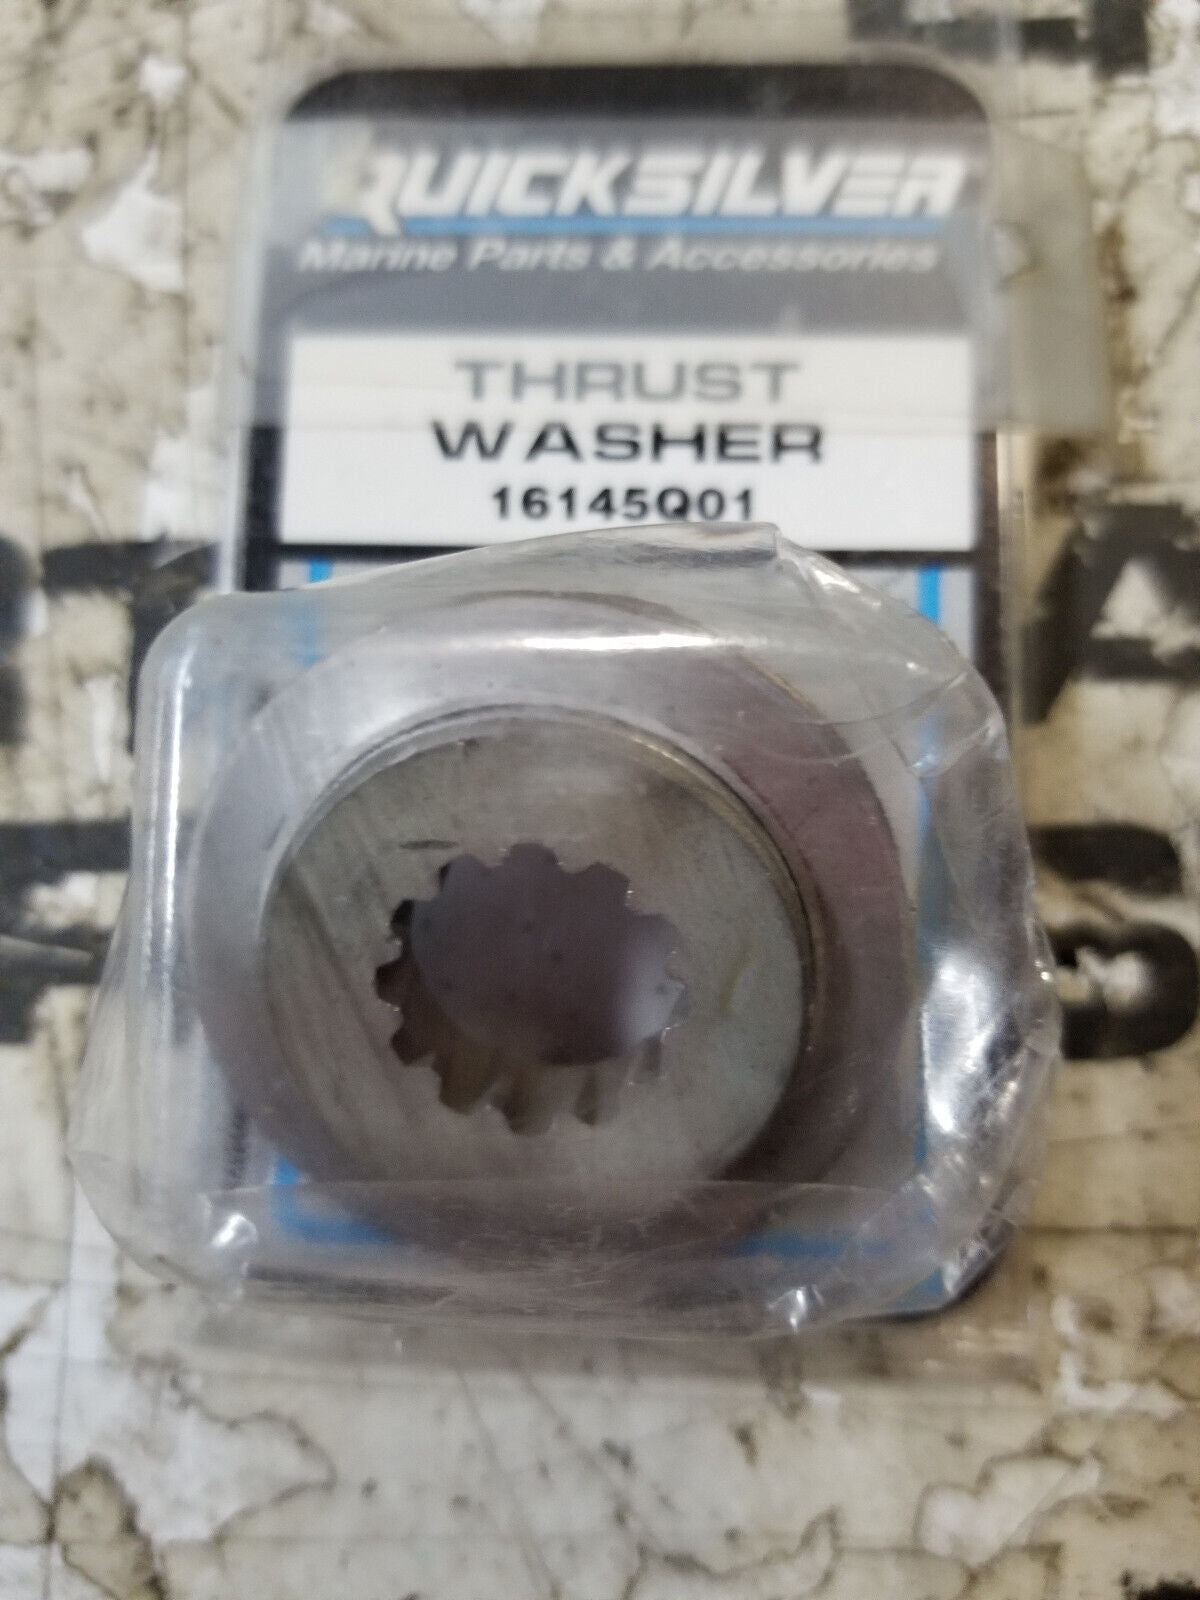 QUICKSILVER
Marine Parts & Accessories
THRUST
WASHER
16145Q01